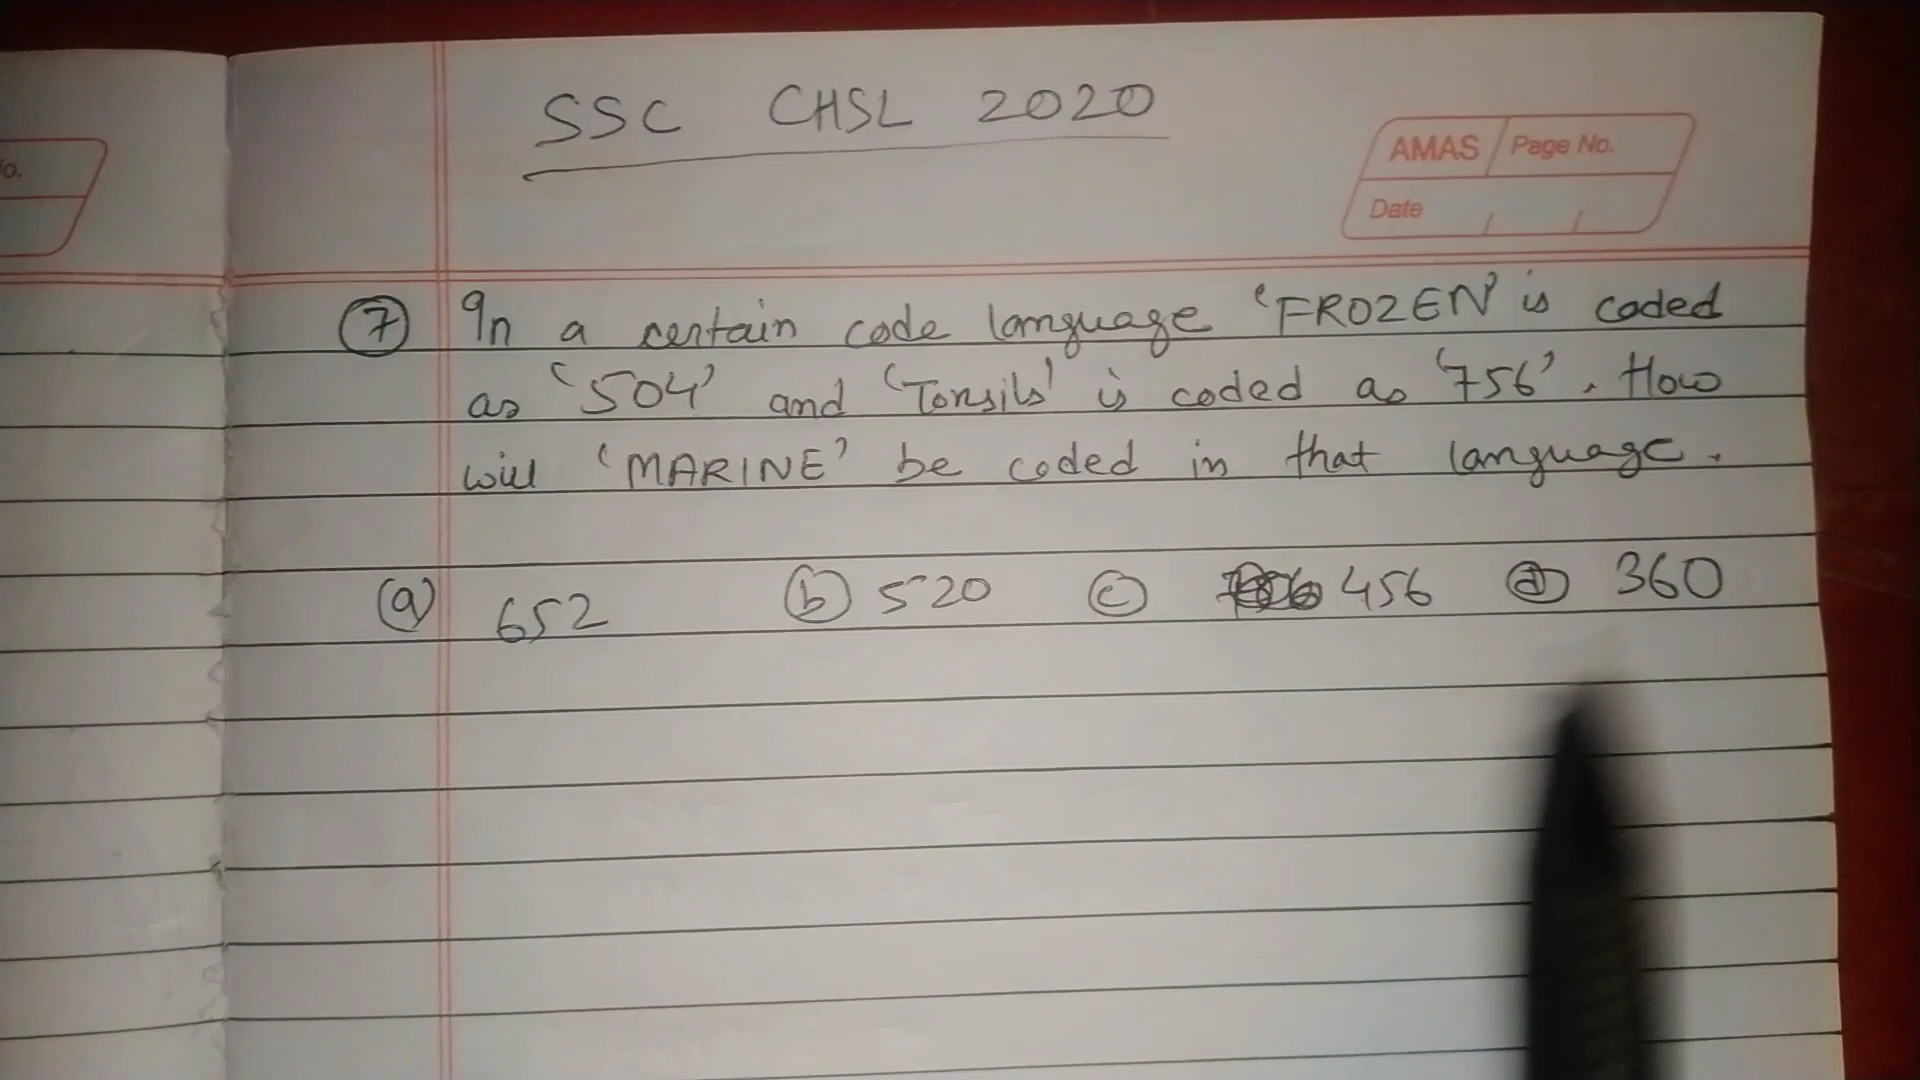 SSC CHSL 2020
o.
AMAS Page No.
Date
7 In a certain code language 'FROZEN' is coded
as '504' and 'Tonsils' is coded as '756'. How
will 'MARINE' be coded in that language.
(a) 652 (b) 520 (c) 456 (d) 360